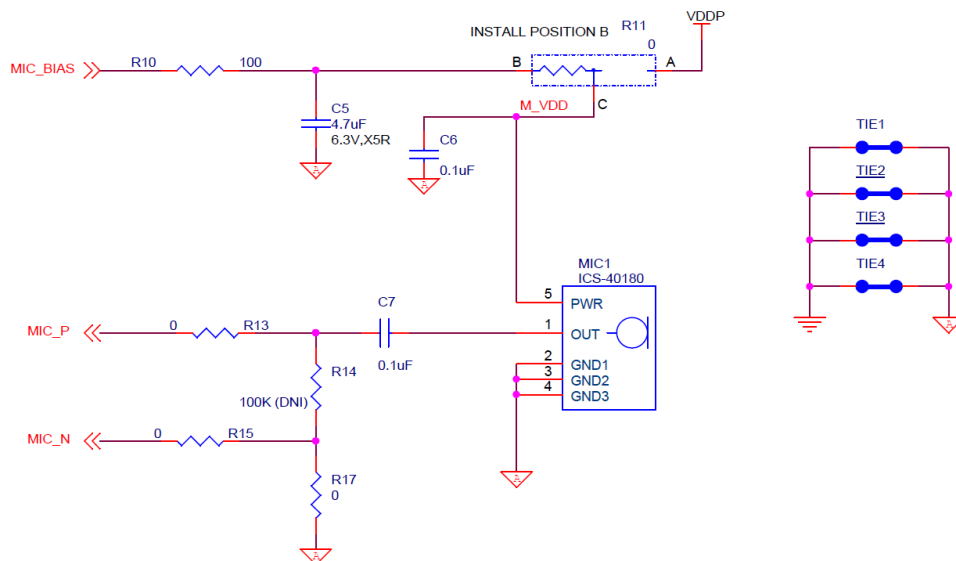 INSTALL POSITION B
R11
0
VDDP
MIC_BIAS
R10
100
B
A
C
M_VDD
C5
4.7uF
6.3V,X5R
C6
0.1uF
A
A
TIE1
TIE2
TIE3
TIE4
A
MIC1
ICS-40180
5
PWR
1
OUT
2
GND1
3
GND2
4
GND3
C7
0.1uF
MIC_P
0
R13
R14
100K (DNI)
MIC_N
0
R15
R17
0
A
A